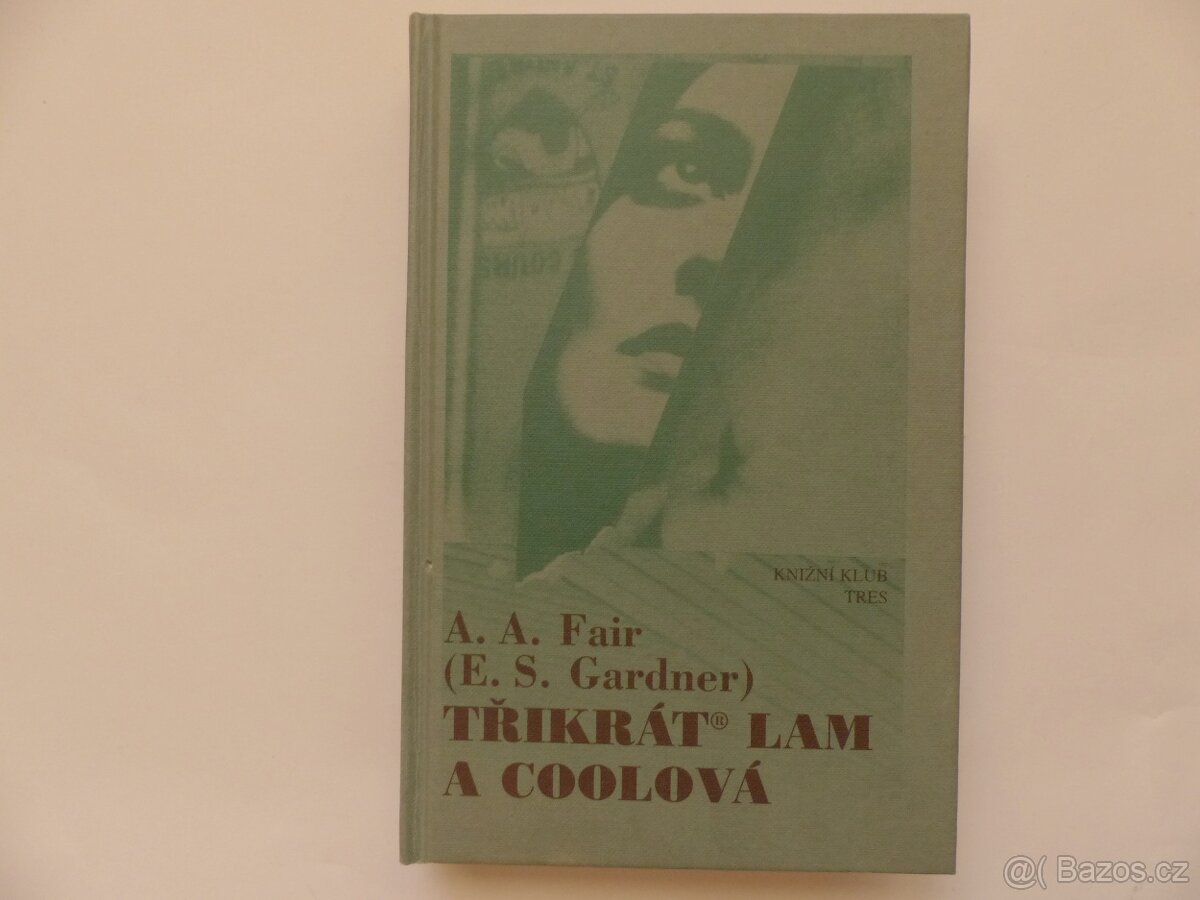 KNIŽNÍ KLUB
TRES
A. A. Fair
(E. S. Gardner)
TŘIKRÁT® LAM
A COOLOVÁ
@( Bazos.cz